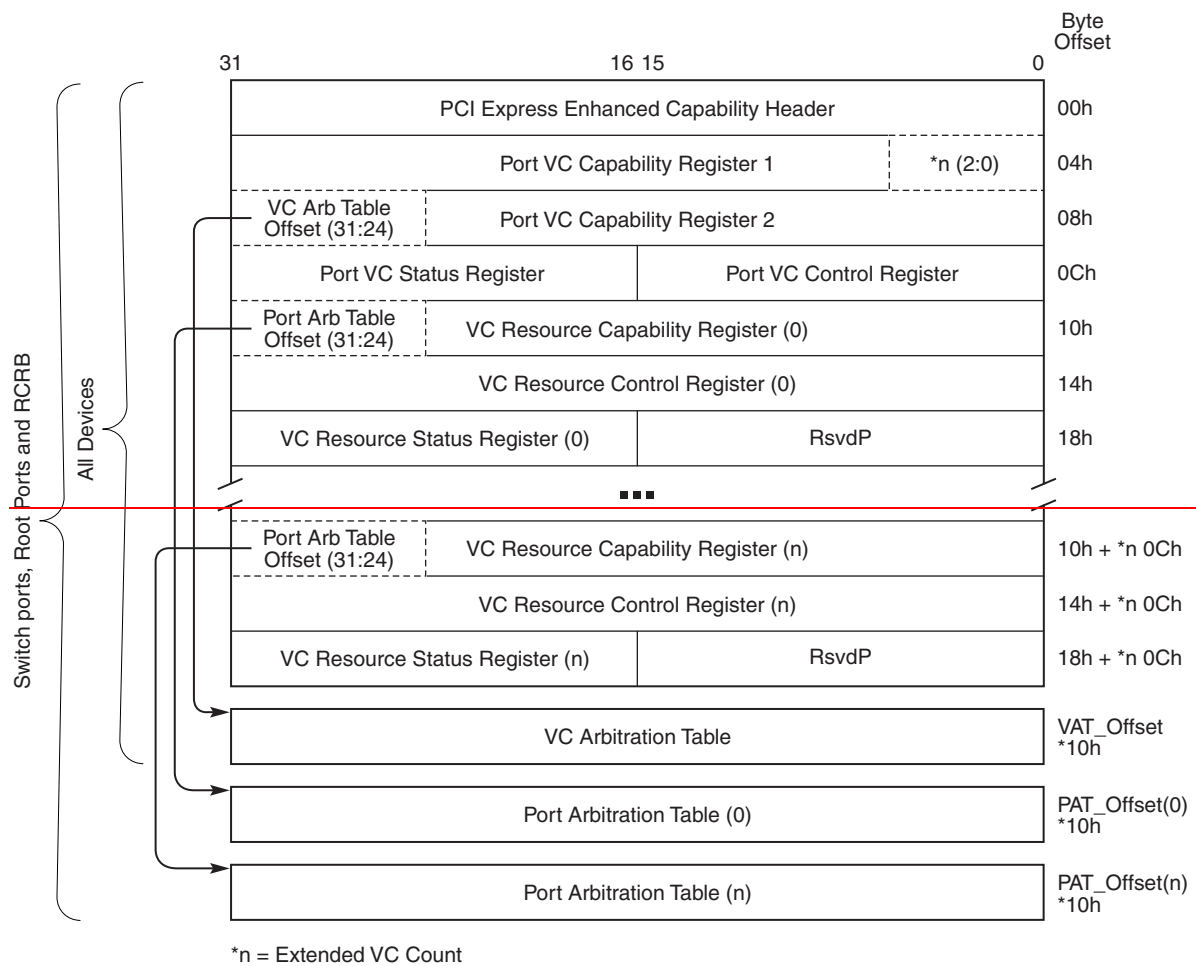 Byte
Offset
31 16 15 0
PCI Express Enhanced Capability Header 00h
Port VC Capability Register 1 *n (2:0) 04h
VC Arb Table
Offset (31:24)
Port VC Capability Register 2 08h
Port VC Status Register Port VC Control Register 0Ch
Port Arb Table
Offset (31:24)
VC Resource Capability Register (0) 10h
VC Resource Control Register (0) 14h
VC Resource Status Register (0) RsvdP 18h
Port Arb Table
Offset (31:24)
VC Resource Capability Register (n) 10h + *n 0Ch
VC Resource Control Register (n) 14h + *n 0Ch
VC Resource Status Register (n) RsvdP 18h + *n 0Ch
VC Arbitration Table
VAT_Offset
*10h
Port Arbitration Table (0)
PAT_Offset(0)
*10h
Port Arbitration Table (n)
PAT_Offset(n)
*10h
Switch ports, Root Ports and RCRB
All Devices
*n = Extended VC Count